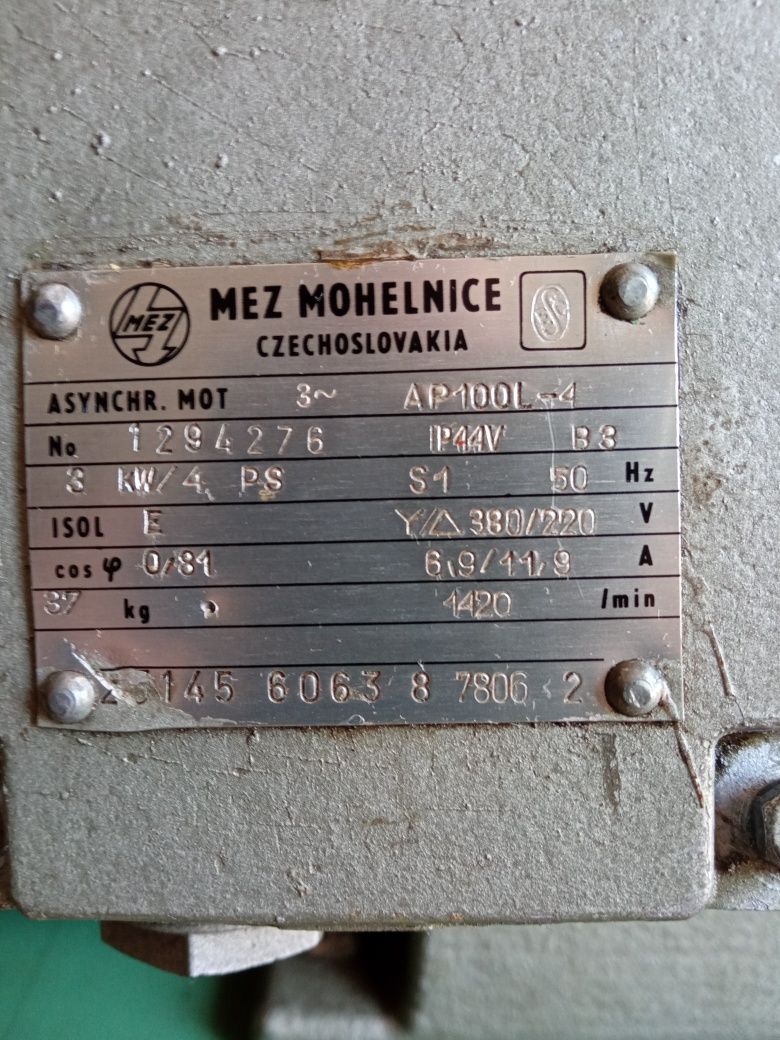 MEZ
MEZ MOHELNICE
CZECHOSLOVAKIA
ASYNCHR. MOT 3~ AP100L-4
No 1294276 IP44V B3
3 kW/4 PS S1 50 Hz
ISOL E Y/△ 380/220 V
cos φ 0/81 6,9/11,9 A
37 kg 1420 /min
145 6063 8 7806 2